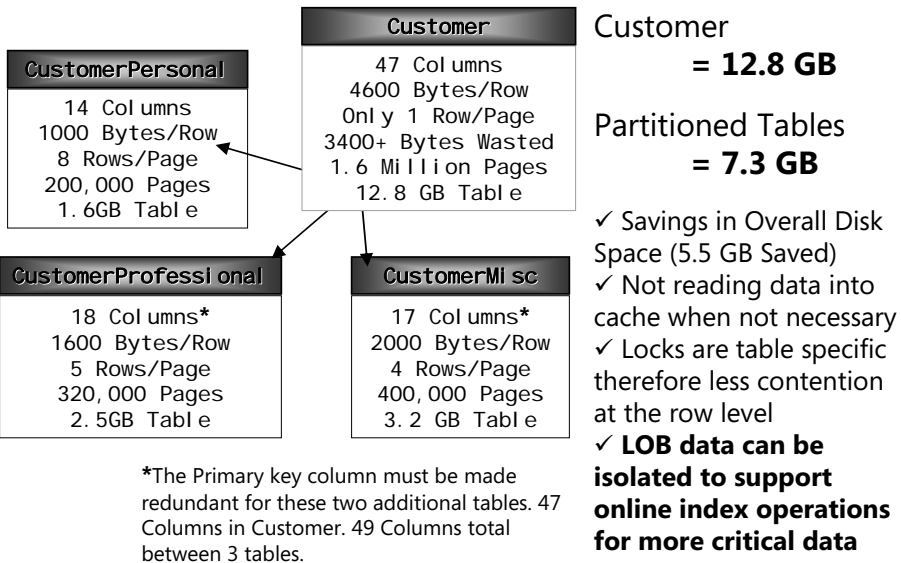 Customer
47 Columns
4600 Bytes/Row
Only 1 Row/Page
3400+ Bytes Wasted
1.6 Million Pages
12.8 GB Table
CustomerPersonal
14 Columns
1000 Bytes/Row
8 Rows/Page
200,000 Pages
1.6GB Table
CustomerProfessional
18 Columns*
1600 Bytes/Row
5 Rows/Page
320,000 Pages
2.5GB Table
CustomerMisc
17 Columns*
2000 Bytes/Row
4 Rows/Page
400,000 Pages
3.2 GB Table
*The Primary key column must be made
redundant for these two additional tables. 47
Columns in Customer. 49 Columns total
between 3 tables.
Customer
= 12.8 GB
Partitioned Tables
= 7.3 GB
✓ Savings in Overall Disk
Space (5.5 GB Saved)
✓ Not reading data into
cache when not necessary
✓ Locks are table specific
therefore less contention
at the row level
✓ LOB data can be
isolated to support
online index operations
for more critical data